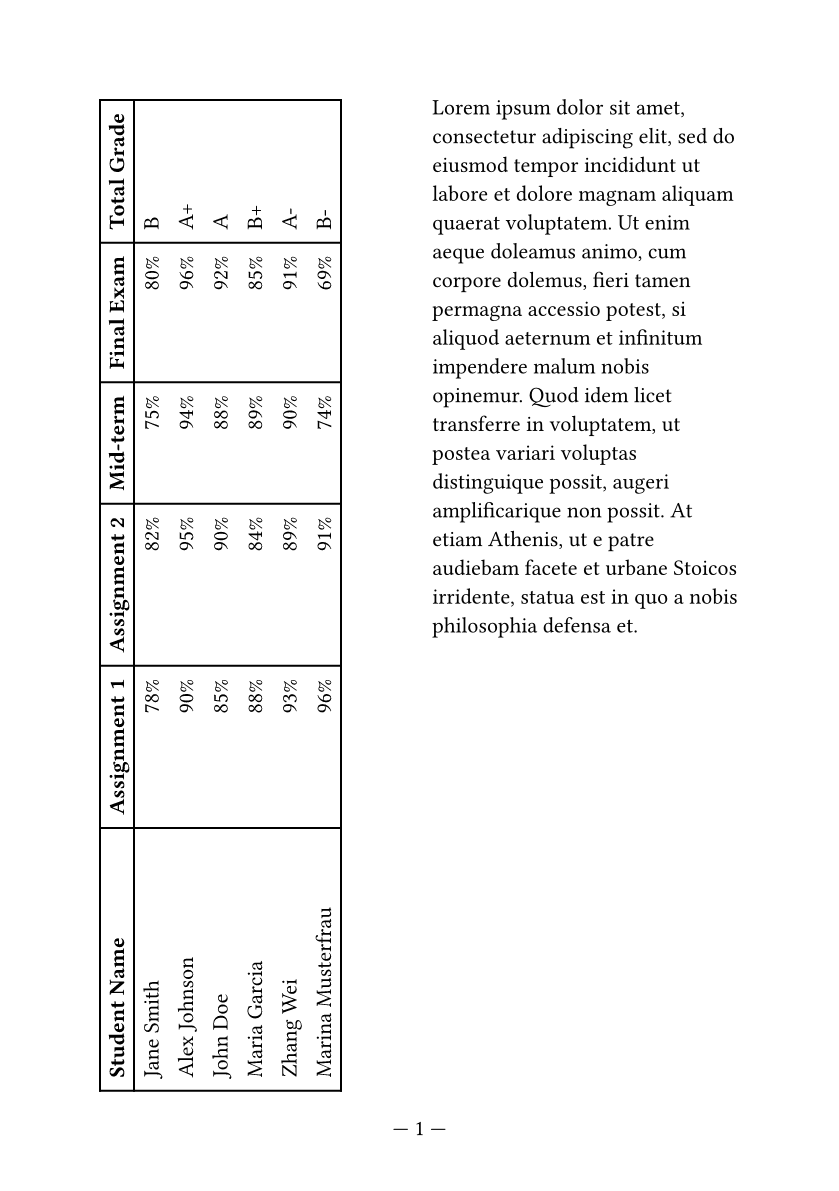 Student Name Assignment 1 Assignment 2 Mid-term Final Exam Total Grade
Jane Smith 78% 82% 75% 80% B
Alex Johnson 90% 95% 94% 96% A+
John Doe 85% 90% 88% 92% A
Maria Garcia 88% 84% 89% 85% B+
Zhang Wei 93% 89% 90% 91% A-
Marina Musterfrau 96% 91% 74% 69% B-
Lorem ipsum dolor sit amet,
consectetur adipiscing elit, sed do
eiusmod tempor incididunt ut
labore et dolore magnam aliquam
quaerat voluptatem. Ut enim
aeque doleamus animo, cum
corpore dolemus, fieri tamen
permagna accessio potest, si
aliquod aeternum et infinitum
impendere malum nobis
opinemur. Quod idem licet
transferre in voluptatem, ut
postea variari voluptas
distinguique possit, augeri
amplificarique non possit. At
etiam Athenis, ut e patre
audiebam facete et urbane Stoicos
irridente, statua est in quo a nobis
philosophia defensa et.
— 1 —